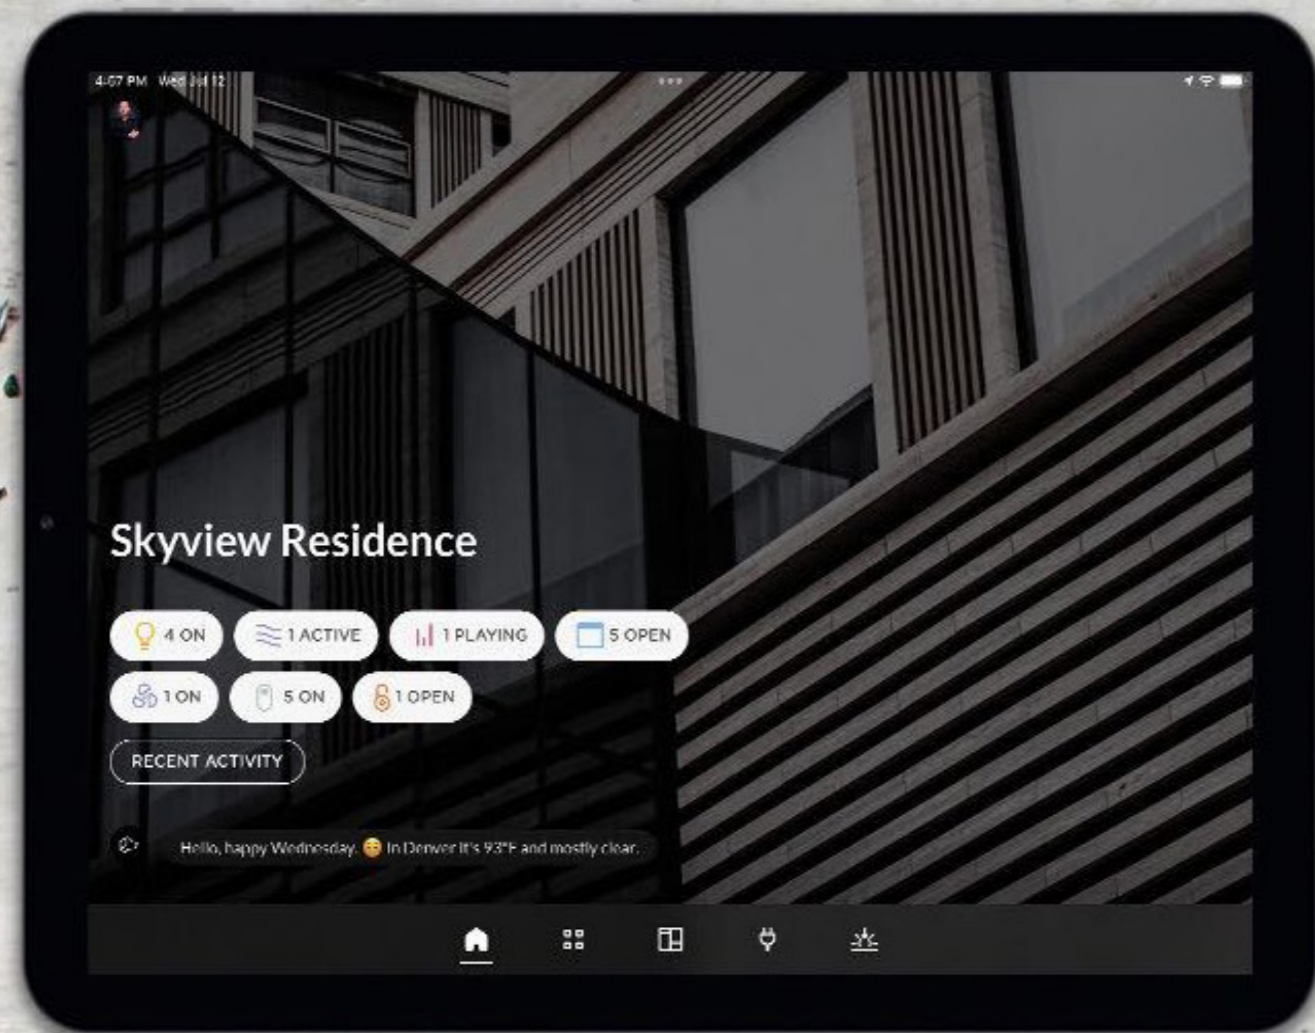 4:57 PM Wed Jul 12
Skyview Residence
4 ON 1 ACTIVE 1 PLAYING 5 OPEN
1 ON 5 ON 1 OPEN
RECENT ACTIVITY
Hello, happy Wednesday. 😊 In Denver it's 93°F and mostly clear.